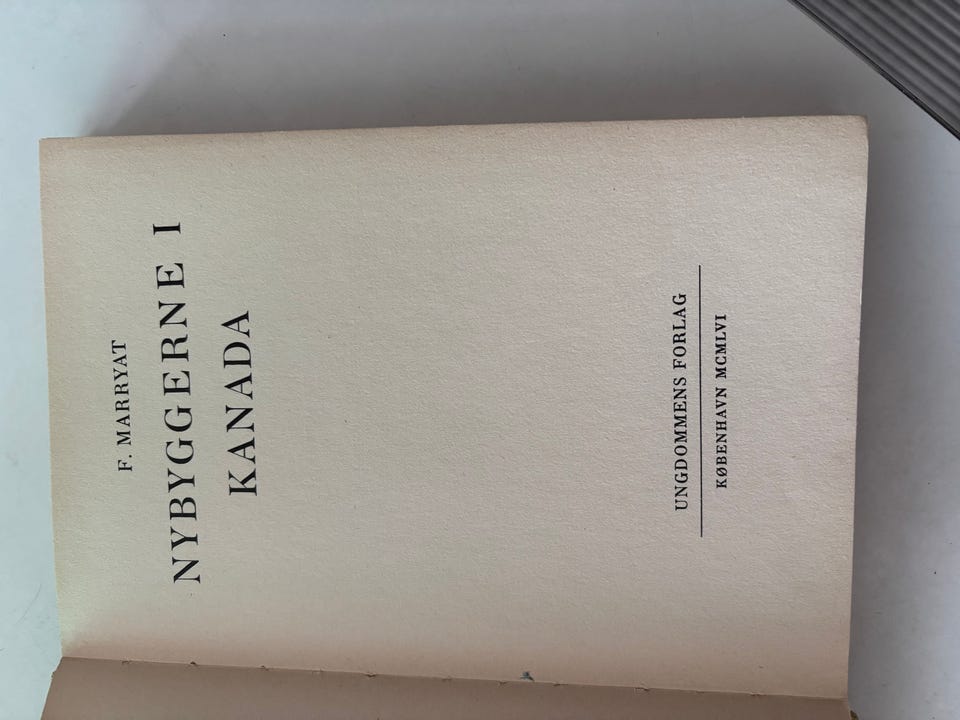 F. MARRYAT
NYBYGGERNE I
KANADA
UNGDOMMENS FORLAG
KØBENHAVN MCMLVI